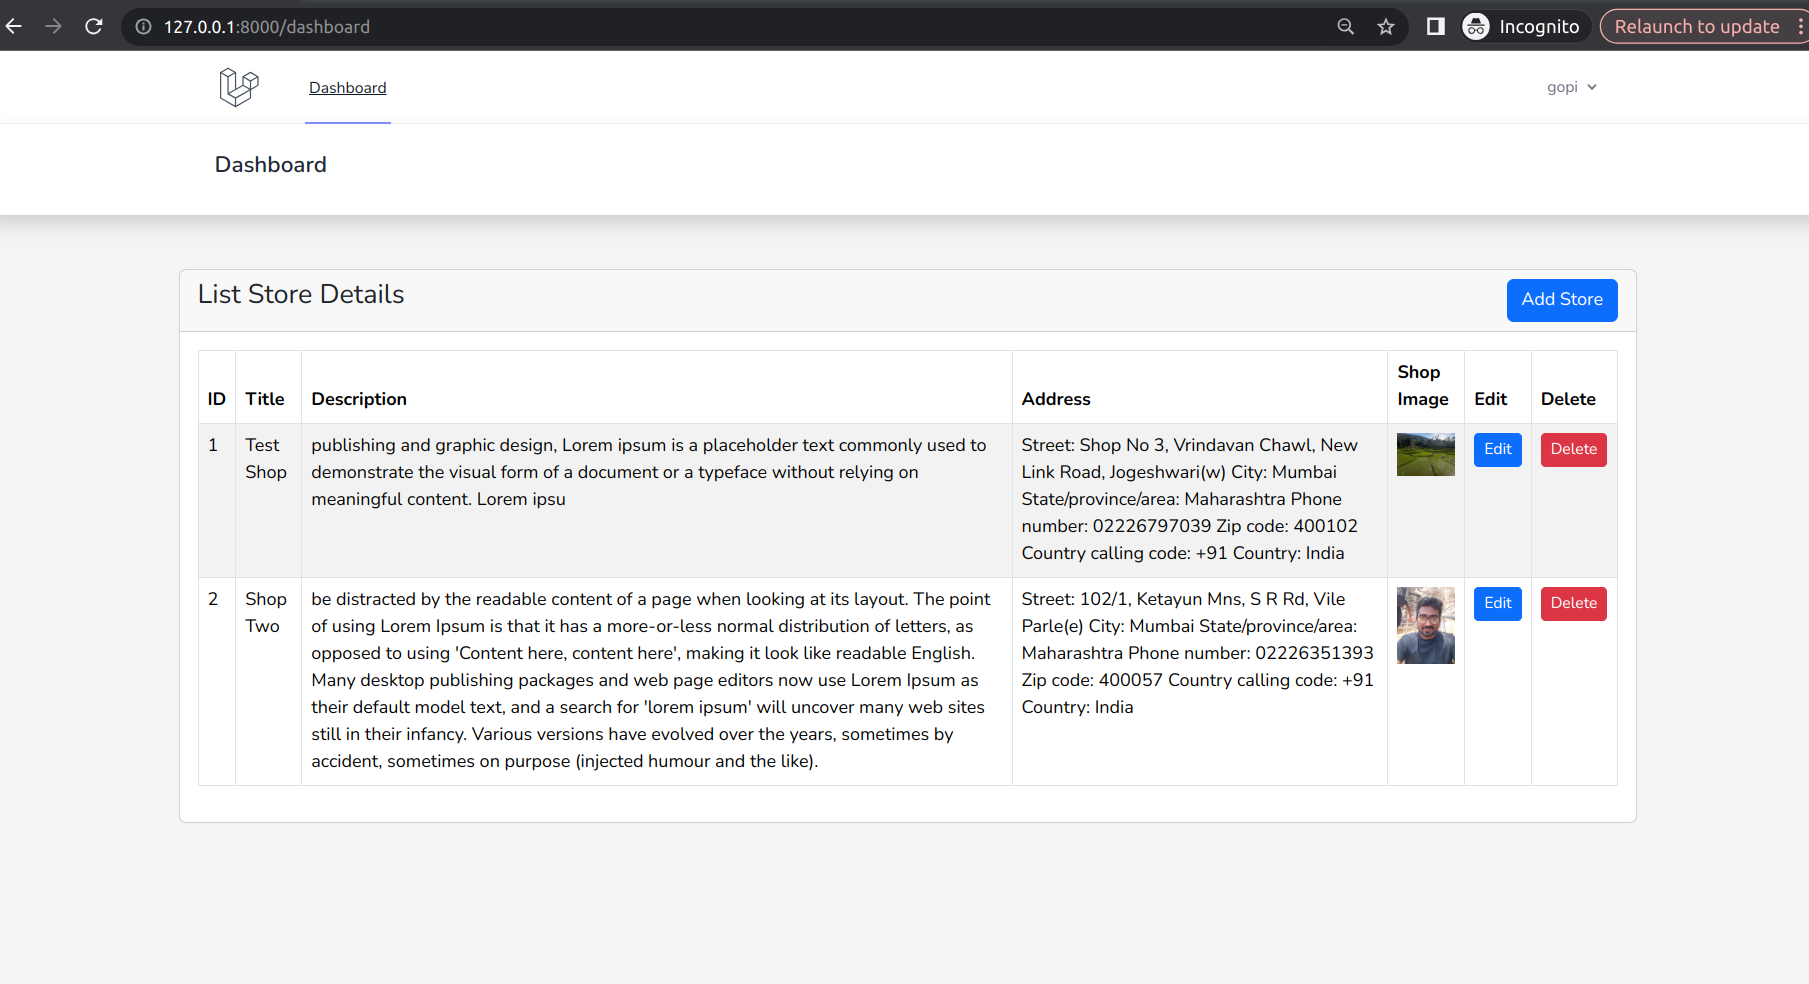 127.0.0.1:8000/dashboard
Incognito
Relaunch to update
Dashboard
gopi
Dashboard
List Store Details
Add Store
ID
Title
Description
Address
Shop
Image
Edit
Delete
1
Test
Shop
publishing and graphic design, Lorem ipsum is a placeholder text commonly used to
demonstrate the visual form of a document or a typeface without relying on
meaningful content. Lorem ipsu
Street: Shop No 3, Vrindavan Chawl, New
Link Road, Jogeshwari(w) City: Mumbai
State/province/area: Maharashtra Phone
number: 02226797039 Zip code: 400102
Country calling code: +91 Country: India
Edit
Delete
2
Shop
Two
be distracted by the readable content of a page when looking at its layout. The point
of using Lorem Ipsum is that it has a more-or-less normal distribution of letters, as
opposed to using 'Content here, content here', making it look like readable English.
Many desktop publishing packages and web page editors now use Lorem Ipsum as
their default model text, and a search for 'lorem ipsum' will uncover many web sites
still in their infancy. Various versions have evolved over the years, sometimes by
accident, sometimes on purpose (injected humour and the like).
Street: 102/1, Ketayun Mns, S R Rd, Vile
Parle(e) City: Mumbai State/province/area:
Maharashtra Phone number: 02226351393
Zip code: 400057 Country calling code: +91
Country: India
Edit
Delete